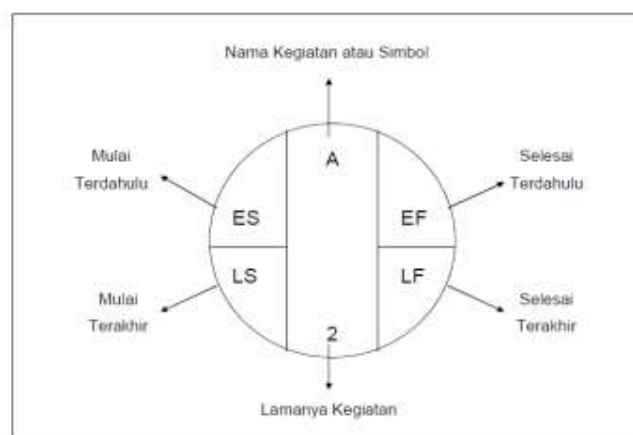 Nama Kegiatan atau Simbol
Mulai
Terdahulu
A
Selesai
Terdahulu
ES
EF
LS
LF
Mulai
Terakhir
Selesai
Terakhir
2
Lamanya Kegiatan